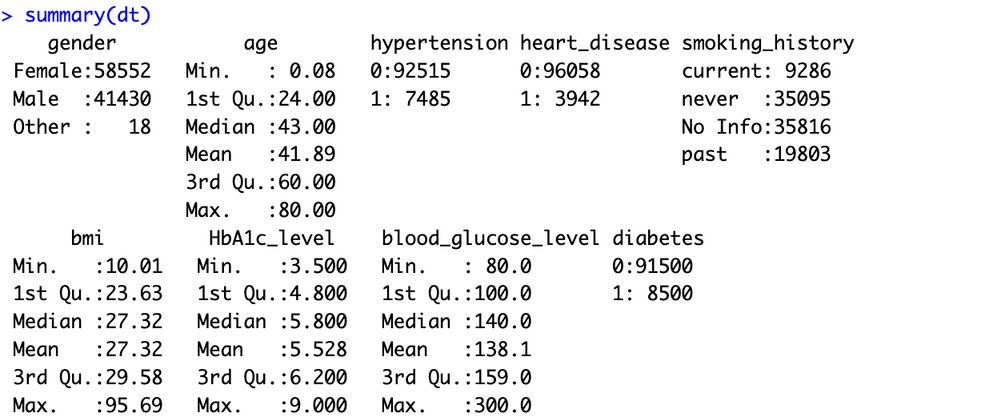 > summary(dt)
    gender           age         hypertension heart_disease smoking_history
 Female:58552   Min.   : 0.08   0:92515      0:96058       current: 9286
 Male  :41430   1st Qu.:24.00   1: 7485      1: 3942       never  :35095
 Other :   18   Median :43.00                              No Info:35816
                Mean   :41.89                              past   :19803
                3rd Qu.:60.00
                Max.   :80.00
      bmi         HbA1c_level    blood_glucose_level diabetes
 Min.   :10.01   Min.   :3.500   Min.   : 80.0       0:91500
 1st Qu.:23.63   1st Qu.:4.800   1st Qu.:100.0       1: 8500
 Median :27.32   Median :5.800   Median :140.0
 Mean   :27.32   Mean   :5.528   Mean   :138.1
 3rd Qu.:29.58   3rd Qu.:6.200   3rd Qu.:159.0
 Max.   :95.69   Max.   :9.000   Max.   :300.0